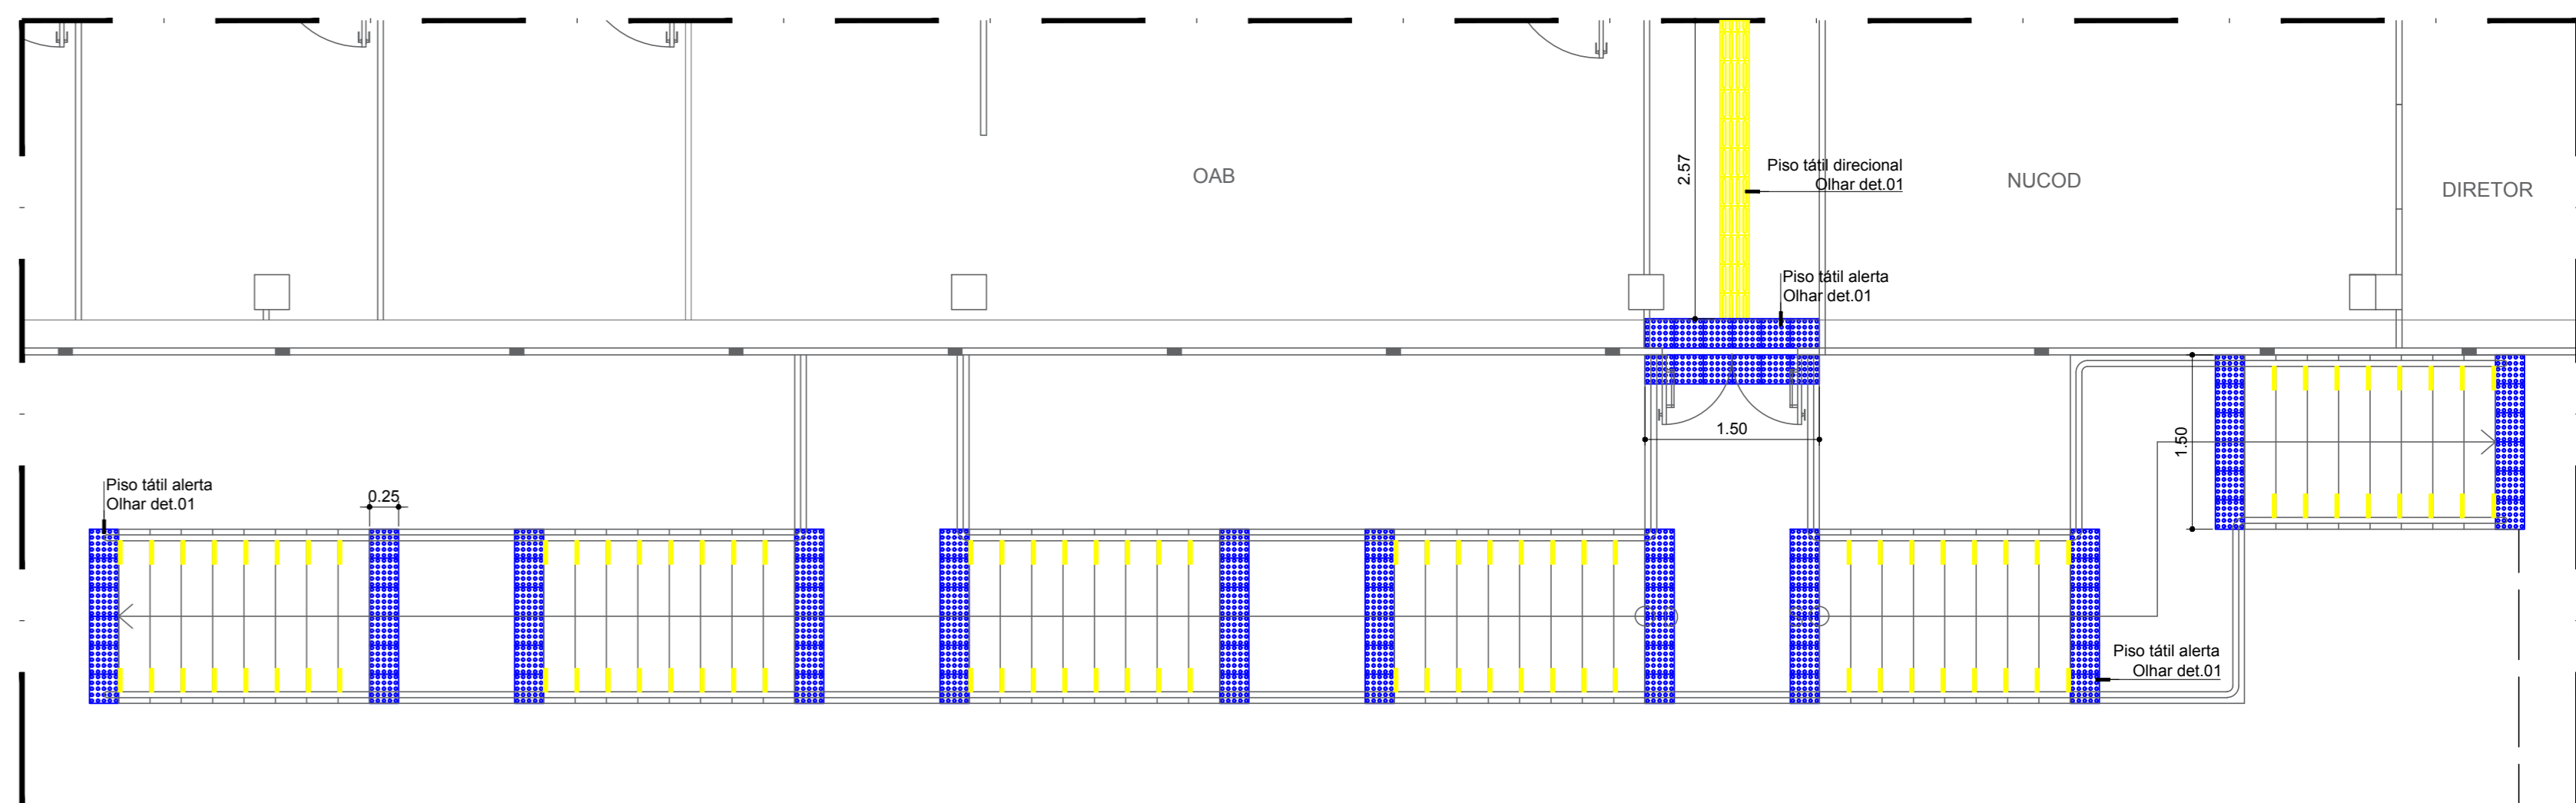 OAB
2.57
Piso tátil direcional
Olhar det.01
NUCOD
DIRETOR
Piso tátil alerta
Olhar det.01
1.50
1.50
Piso tátil alerta
Olhar det.01
0.25
Piso tátil alerta
Olhar det.01